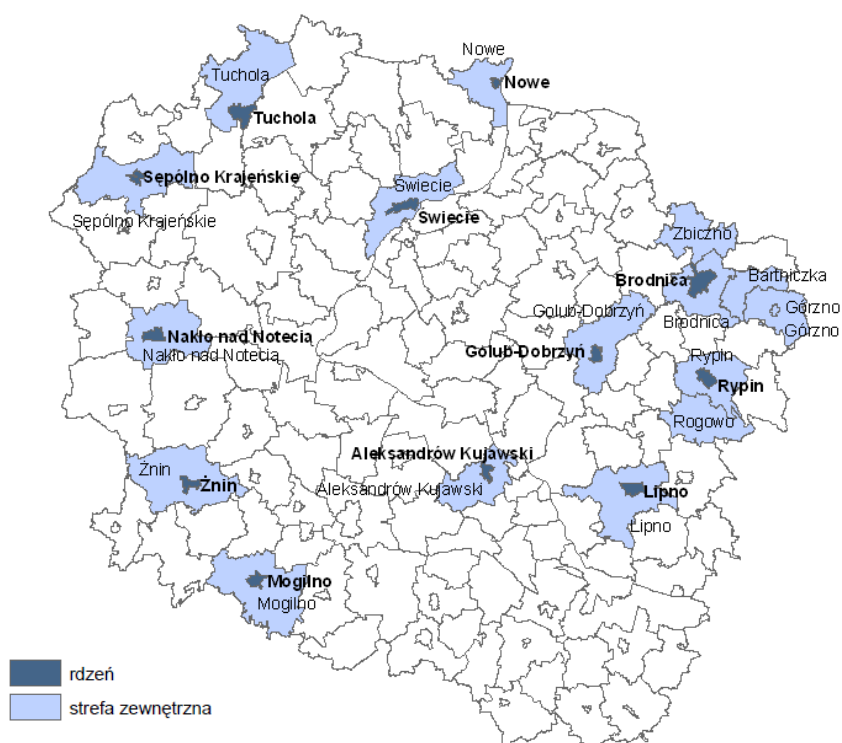 Nowe
Tuchola
Nowe
Tuchola
Sępólno Krajeńskie
Swiecie
Swiecie
Sępólno Krajeńskie
Zbiczno
Brodnica
Bartniczka
Golub-Dobrzyń
Górzno
Brodnica
Górzno
Nakło nad Notecią
Nakło nad Notecią
Golub-Dobrzyń
Rypin
Rypin
Rogowo
Aleksandrów Kujawski
Żnin
Żnin
Aleksandrów Kujawski
Lipno
Lipno
Mogilno
Mogilno
rdzeń
strefa zewnętrzna